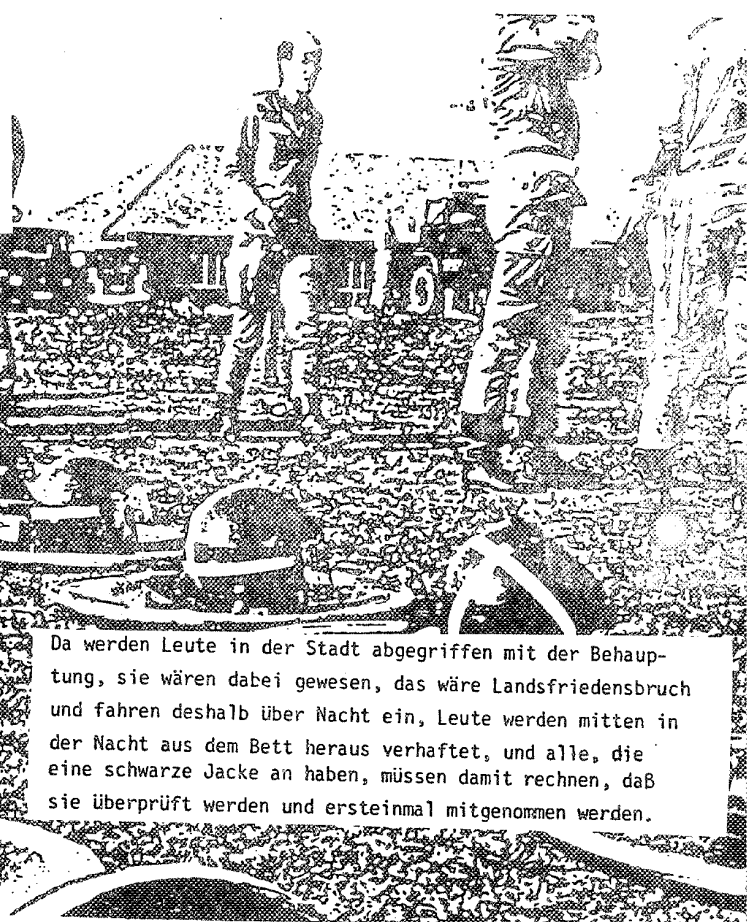 Da werden Leute in der Stadt abgegriffen mit der Behaup-
tung, sie wären dabei gewesen, das wäre Landsfriedensbruch
und fahren deshalb über Nacht ein, Leute werden mitten in
der Nacht aus dem Bett heraus verhaftet, und alle, die
eine schwarze Jacke an haben, müssen damit rechnen, daß
sie überprüft werden und ersteinmal mitgenommen werden.